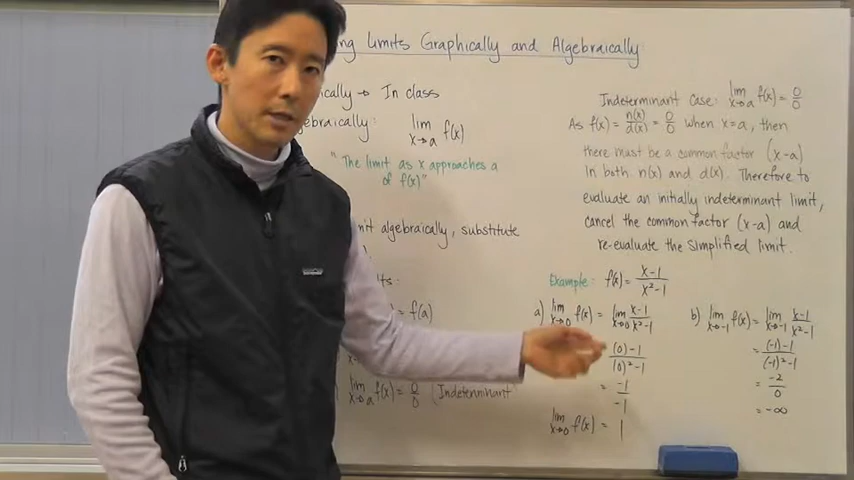 ng Limits Graphically and Algebraically
ically → In class
gebraically: lim x→a f(x)
"The limit as x approaches a
of f(x)"
nit algebraically, substitute
ts:
= f(a)
lim x→a f(x) = 0/0 (Indeterminant
Indeterminant Case: lim x→a f(x) = 0/0
As f(x) = n(x)/d(x) = 0/0 when x=a, then
there must be a common factor (x-a)
in both n(x) and d(x). Therefore to
evaluate an initially indeterminant limit,
cancel the common factor (x-a) and
re-evaluate the simplified limit.
Example: f(x) = x-1/x²-1
a) lim x→0 f(x) = lim x→0 x-1/x²-1
(0)-1/(0)²-1
= -1/-1
lim x→0 f(x) = 1
b) lim x→-1 f(x) = lim x→-1 x-1/x²-1
= (-1)-1/(-1)²-1
= -2/0
= -∞